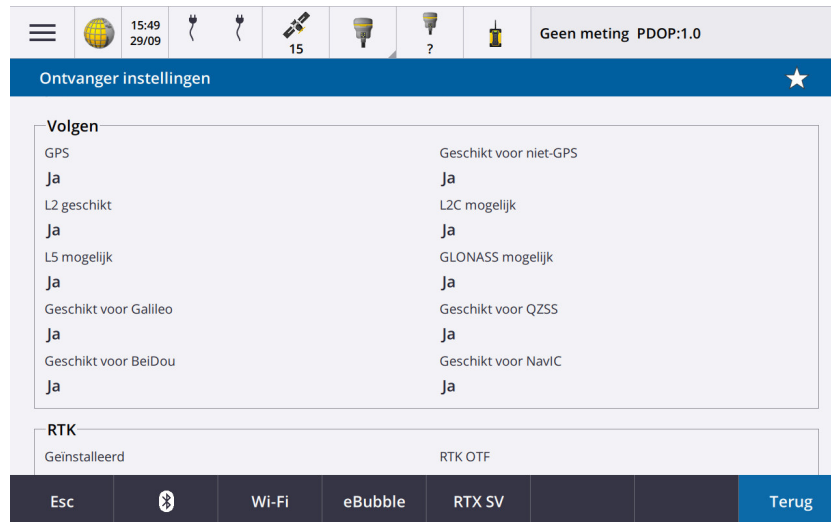 15:49
29/09
15
?
Geen meting PDOP:1.0
Ontvanger instellingen
Volgen
GPS
Geschikt voor niet-GPS
Ja
Ja
L2 geschikt
L2C mogelijk
Ja
Ja
L5 mogelijk
GLONASS mogelijk
Ja
Ja
Geschikt voor Galileo
Geschikt voor QZSS
Ja
Ja
Geschikt voor BeiDou
Geschikt voor NavIC
Ja
Ja
RTK
Geïnstalleerd
RTK OTF
Esc
Wi-Fi
eBubble
RTX SV
Terug